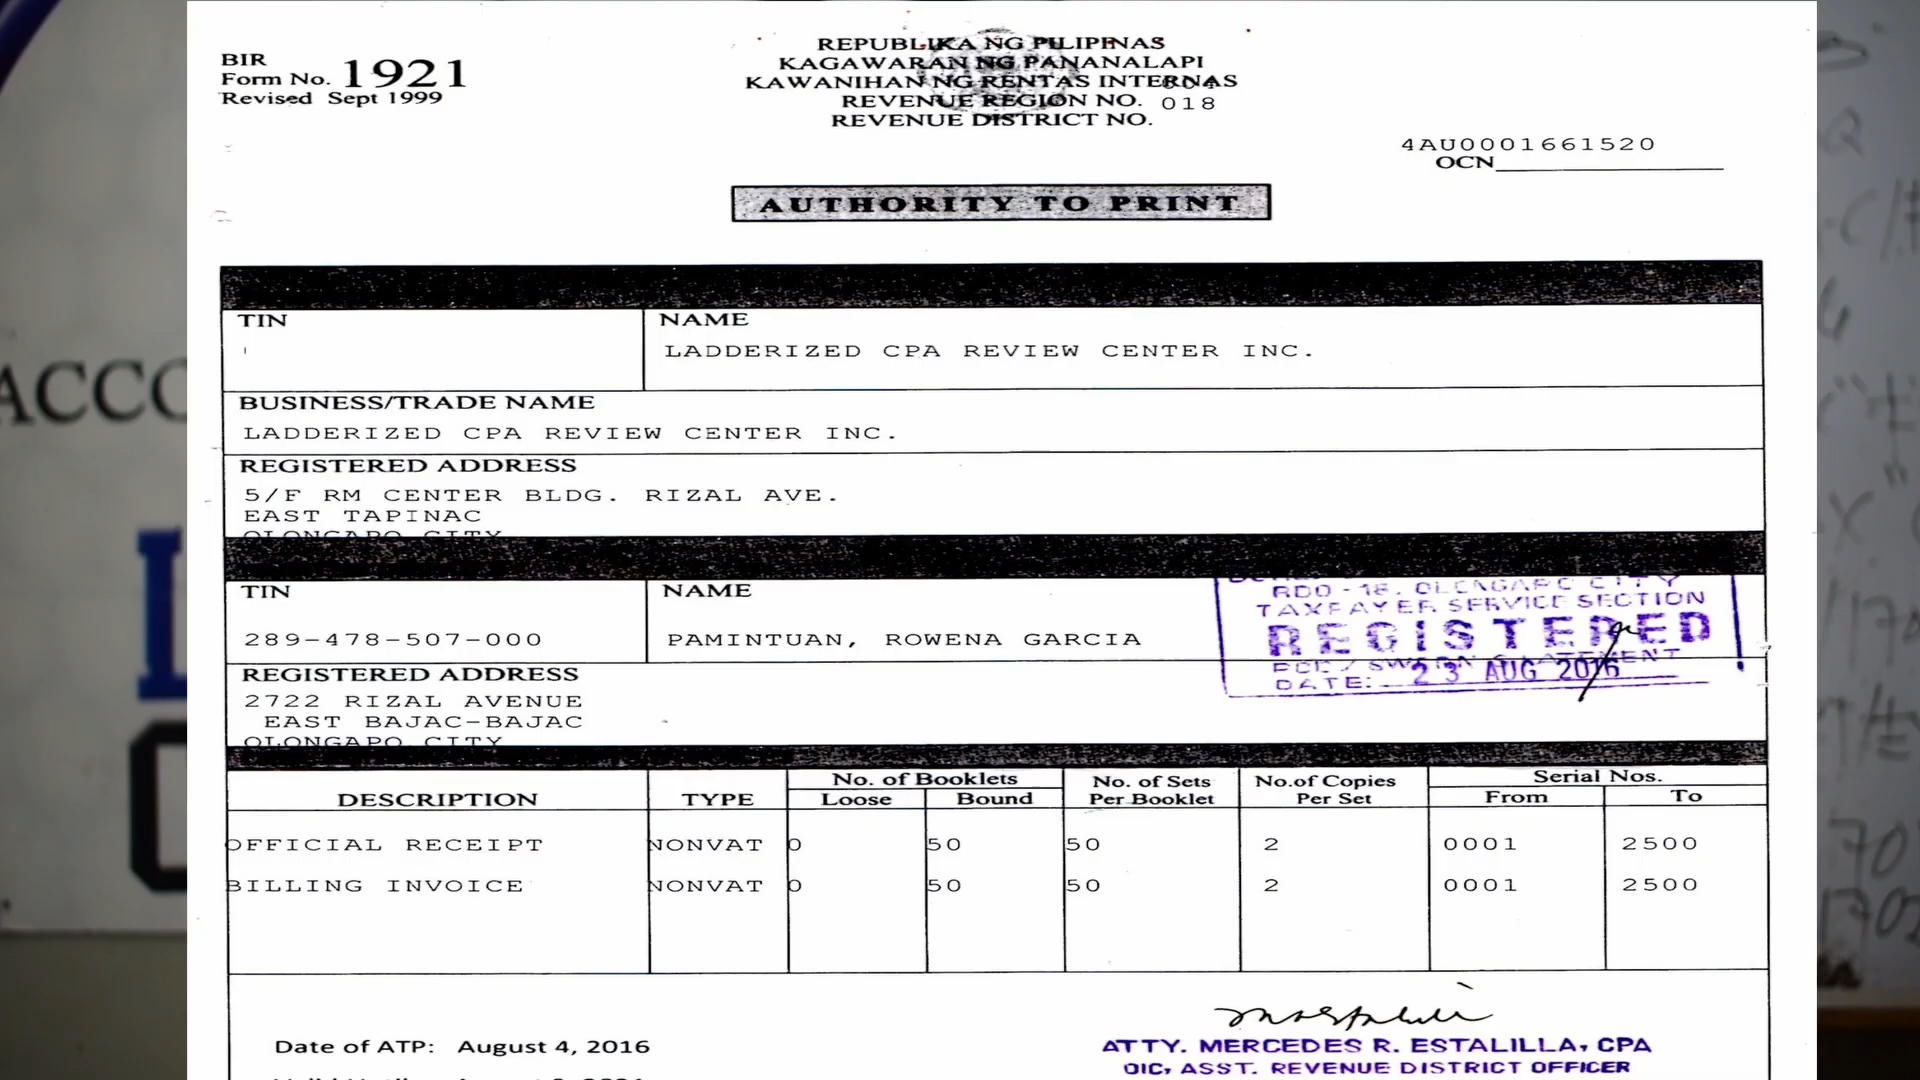 BIR
Form No. 1921
Revised Sept 1999
REPUBLIKA NG PILIPINAS
KAGAWARAN NG PANANALAPI
KAWANIHAN NG RENTAS INTERNAS
REVENUE REGION NO. 018
REVENUE DISTRICT NO.
4AU0001661520
OCN
AUTHORITY TO PRINT
TIN
NAME
LADDERIZED CPA REVIEW CENTER INC.
BUSINESS/TRADE NAME
LADDERIZED CPA REVIEW CENTER INC.
REGISTERED ADDRESS
5/F RM CENTER BLDG. RIZAL AVE.
EAST TAPINAC
OLONGAPO CITY
TIN
NAME
289-478-507-000
PAMINTUAN, ROWENA GARCIA
RDO - 18. OLONGAPO CITY
TAXPAYER SERVICE SECTION
REGISTERED
DATE: 23 AUG 2016
REGISTERED ADDRESS
2722 RIZAL AVENUE
EAST BAJAC-BAJAC
OLONGAPO CITY
DESCRIPTION
TYPE
No. of Booklets
Loose
Bound
No. of Sets
Per Booklet
No.of Copies
Per Set
Serial Nos.
From
To
OFFICIAL RECEIPT NONVAT 0 50 50 2 0001 2500
BILLING INVOICE NONVAT 0 50 50 2 0001 2500
Date of ATP: August 4, 2016
ATTY. MERCEDES R. ESTALILLA, CPA
OIC, ASST. REVENUE DISTRICT OFFICER
ACCO